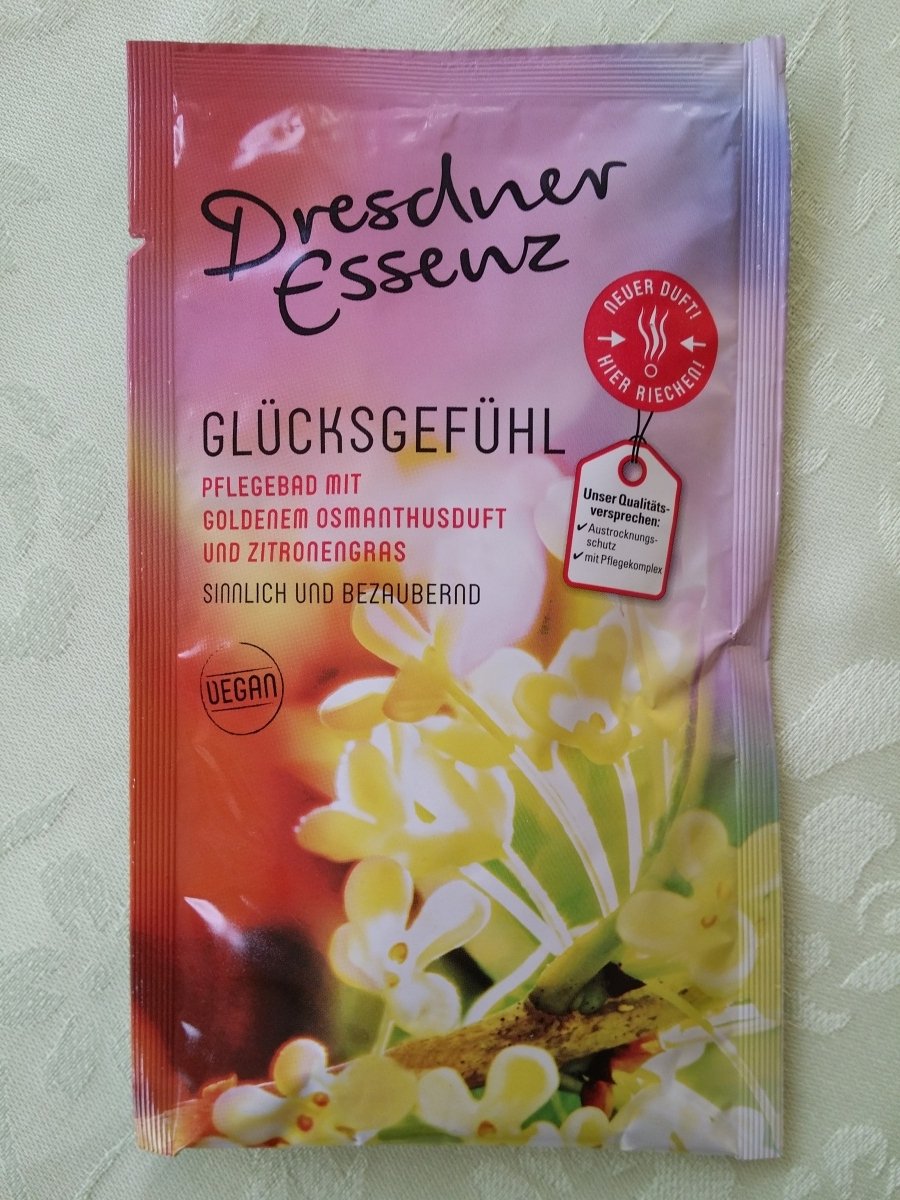 Dresdner
Essenz
NEUER DUFT!
HIER RIECHEN!
GLÜCKSGEFÜHL
PFLEGEBAD MIT
GOLDENEM OSMANTHUSDUFT
UND ZITRONENGRAS
SINNLICH UND BEZAUBERND
Unser Qualitäts-
versprechen:
✔ Austrocknungs-
schutz
✔ mit Pflegekomplex
VEGAN